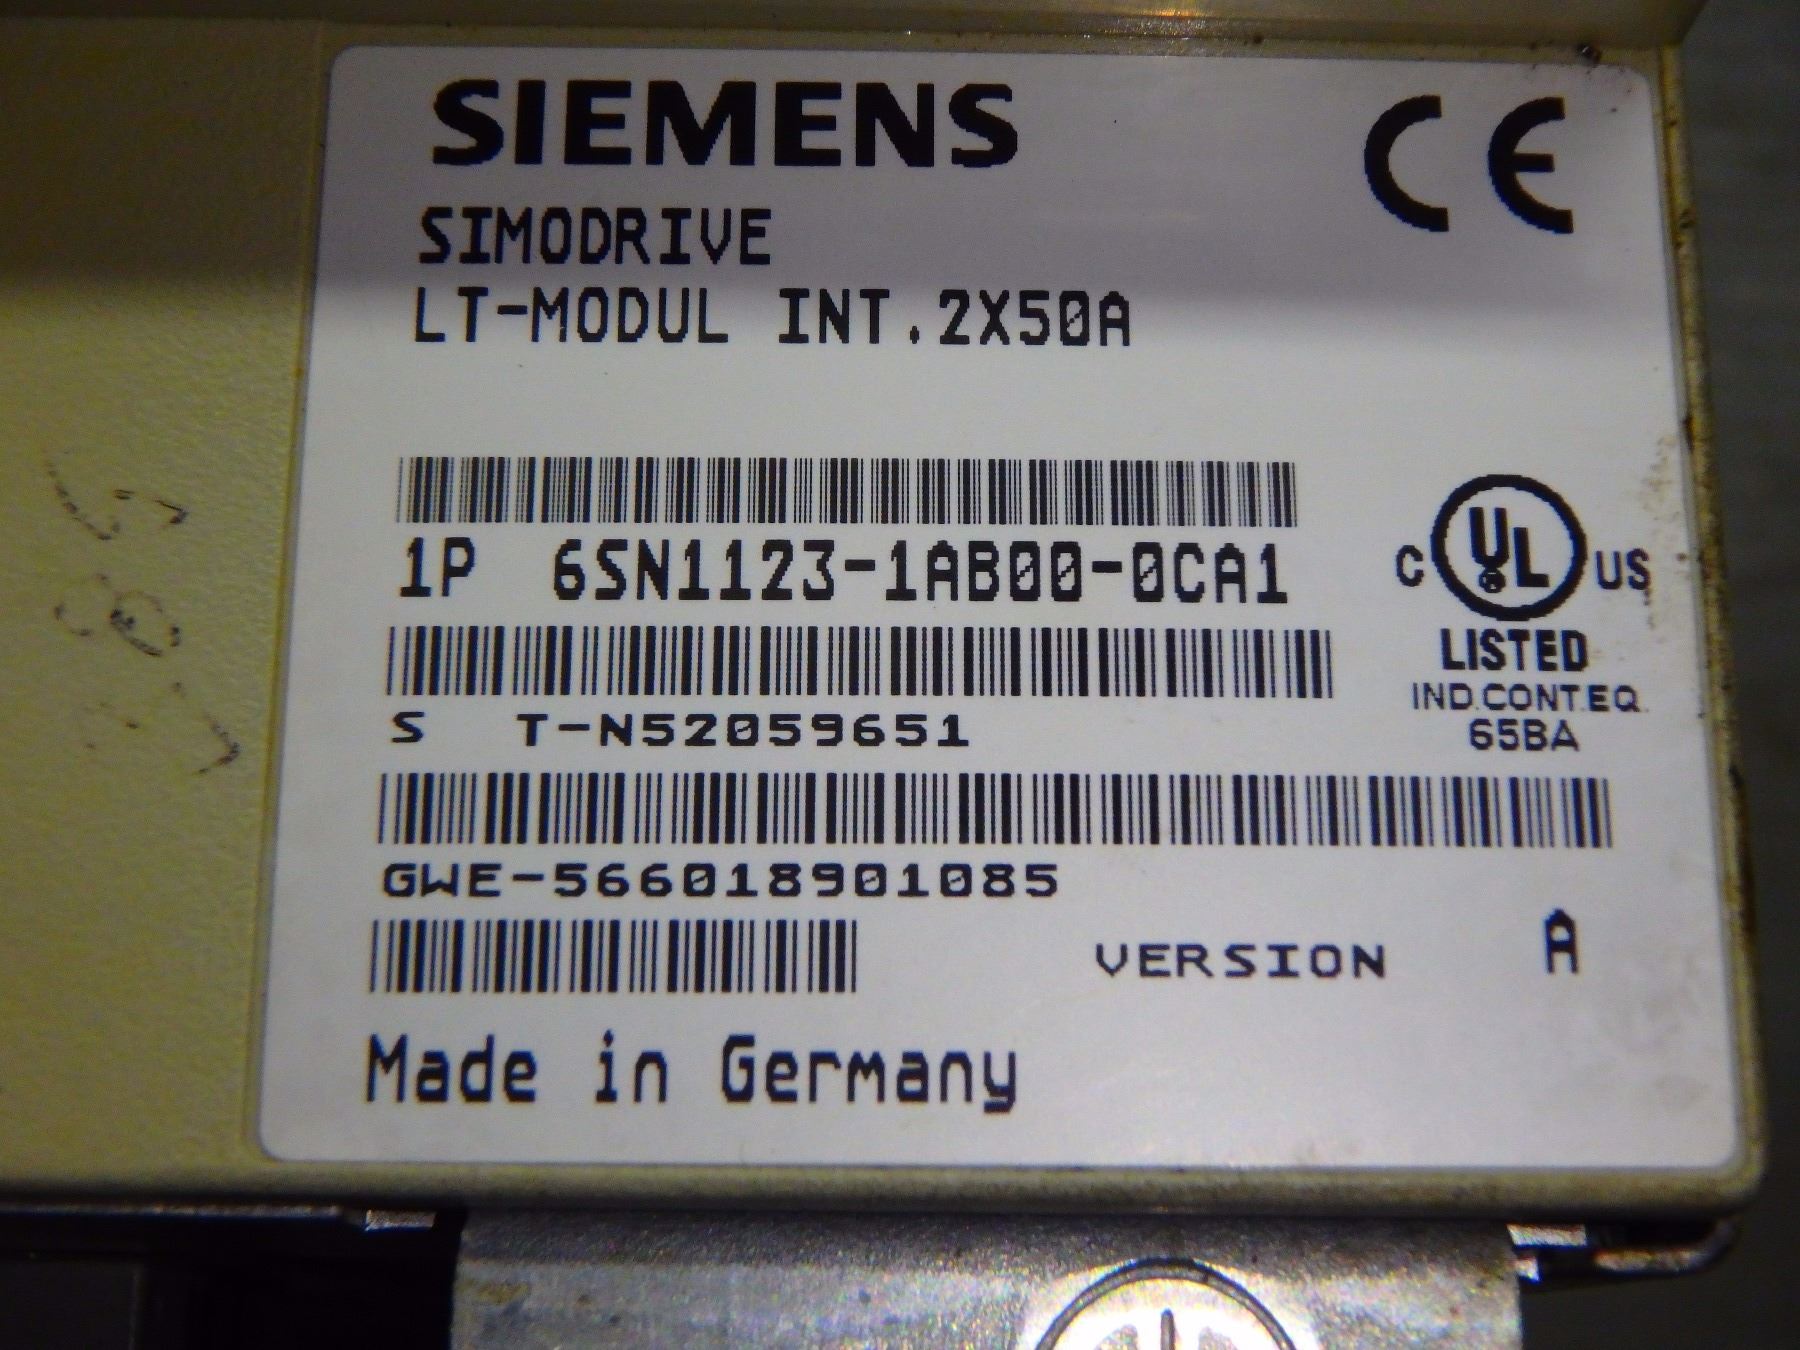 SIEMENS
CE
SIMODRIVE
LT-MODUL INT.2X50A
1P 6SN1123-1AB00-0CA1
C UL US
®
LISTED
IND.CONT.EQ.
65BA
S T-N52059651
GWE-566018901085
VERSION A
Made in Germany